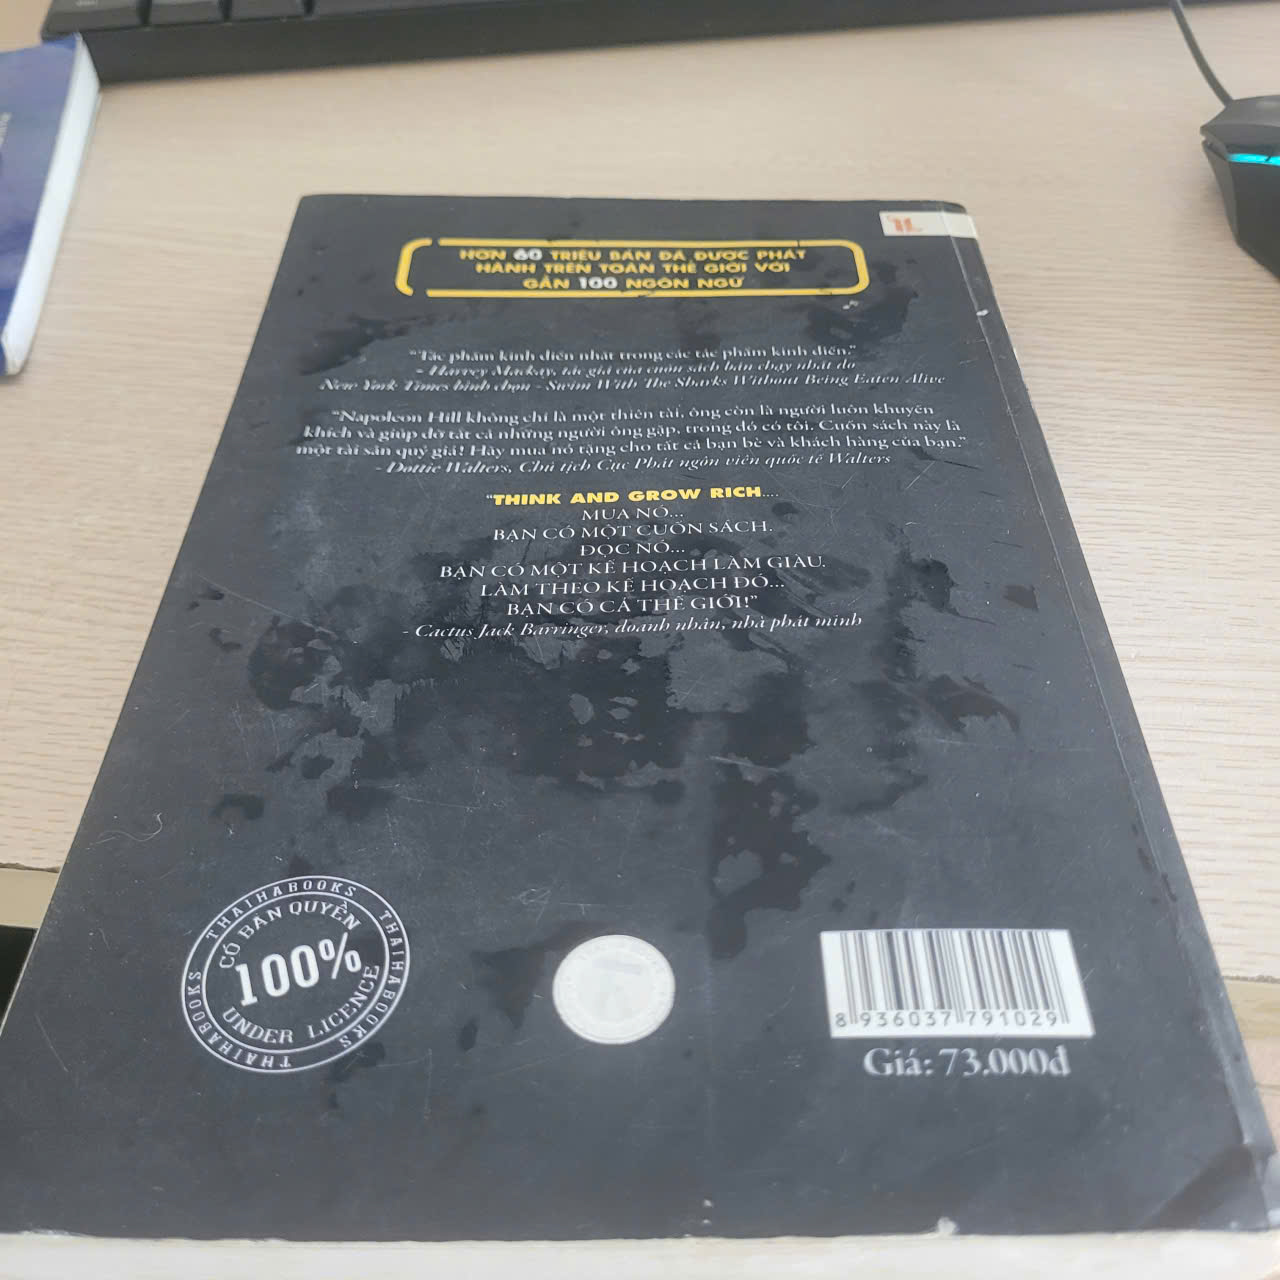 HƠN 60 TRIỆU BẢN ĐÃ ĐƯỢC PHÁT
HÀNH TRÊN TOÀN THẾ GIỚI VỚI
GẦN 100 NGÔN NGỮ
"Tác phẩm kinh điển nhất trong các tác phẩm kinh điển."
- Harvey Mackay, tác giả của cuốn sách bán chạy nhất do
New York Times bình chọn - Swim With The Sharks Without Being Eaten Alive
"Napoleon Hill không chỉ là một thiên tài, ông còn là người luôn khuyến
khích và giúp đỡ tất cả những người ông gặp, trong đó có tôi. Cuốn sách này là
một tài sản quý giá! Hãy mua nó tặng cho tất cả bạn bè và khách hàng của bạn."
- Dottie Walters, Chủ tịch Cục Phát ngôn viên quốc tế Walters
"THINK AND GROW RICH....
MUA NÓ...
BẠN CÓ MỘT CUỐN SÁCH.
ĐỌC NÓ...
BẠN CÓ MỘT KẾ HOẠCH LÀM GIÀU.
LÀM THEO KẾ HOẠCH ĐÓ...
BẠN CÓ CẢ THẾ GIỚI!"
- Cactus Jack Barringer, doanh nhân, nhà phát minh
THAIHABOOKS THAIHABOOKS THAIHABOOKS
CÓ BẢN QUYỀN
100%
UNDER LICENCE
8 936037 791029
Giá: 73.000đ